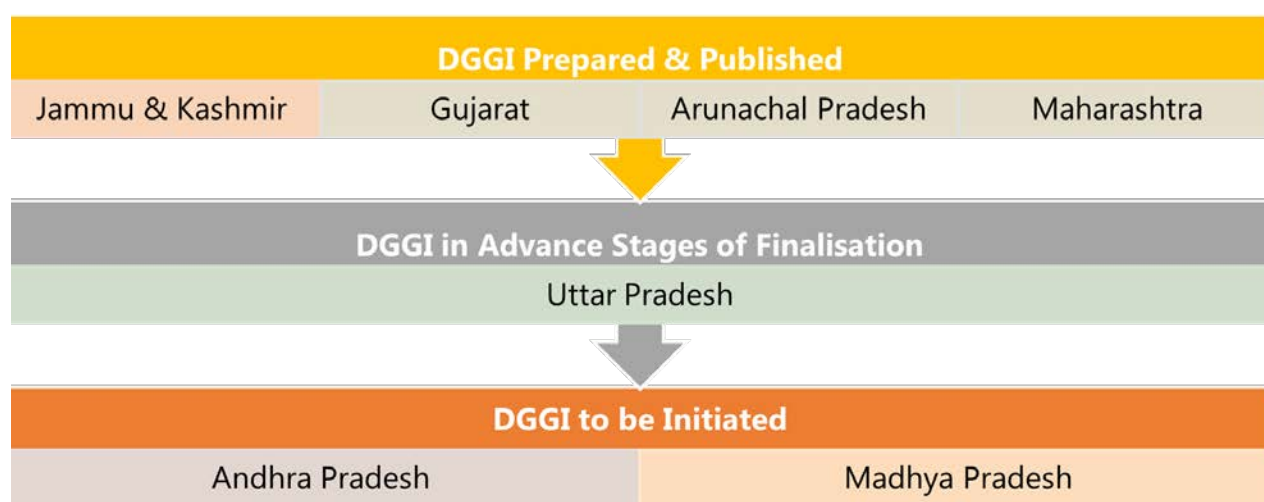 DGGI Prepared & Published
Jammu & Kashmir Gujarat Arunachal Pradesh Maharashtra
DGGI in Advance Stages of Finalisation
Uttar Pradesh
DGGI to be Initiated
Andhra Pradesh Madhya Pradesh